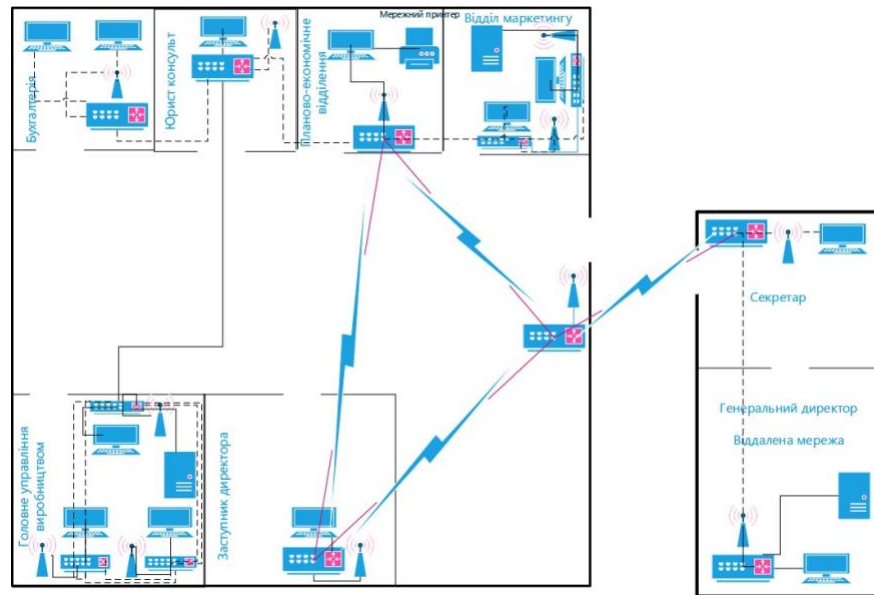 Бухгалтерія
Юрист консульт
Планово-економічне
відділення
Мережний принтер
Відділ маркетингу
Секретар
Генеральний директор
Віддалена мережа
Головне управління
виробництвом
Заступник директора